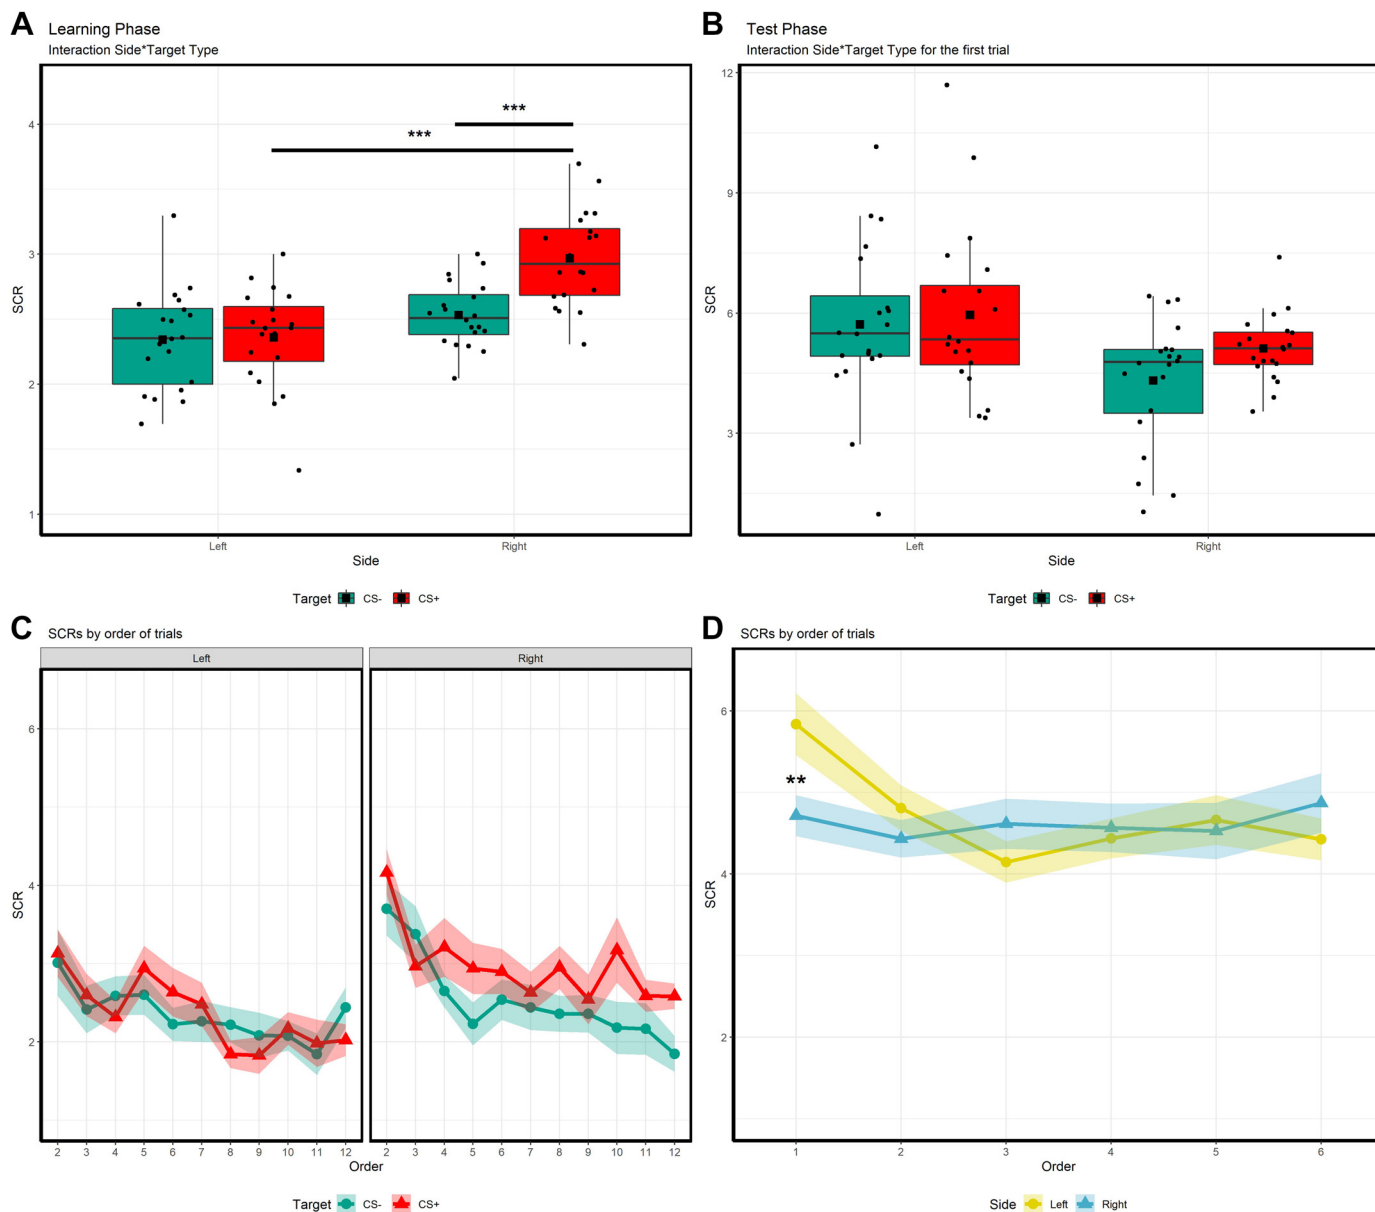 A Learning Phase
Interaction Side*Target Type
4
3
2
1
SCR
***
***
Left Right
Side
Target CS- CS+
B Test Phase
Interaction Side*Target Type for the first trial
12
9
6
3
SCR
Left Right
Side
Target CS- CS+
C SCRs by order of trials
Left Right
6
4
2
SCR
2 3 4 5 6 7 8 9 10 11 12 2 3 4 5 6 7 8 9 10 11 12
Order
Target CS- CS+
D SCRs by order of trials
6
4
2
SCR
**
1 2 3 4 5 6
Order
Side Left Right